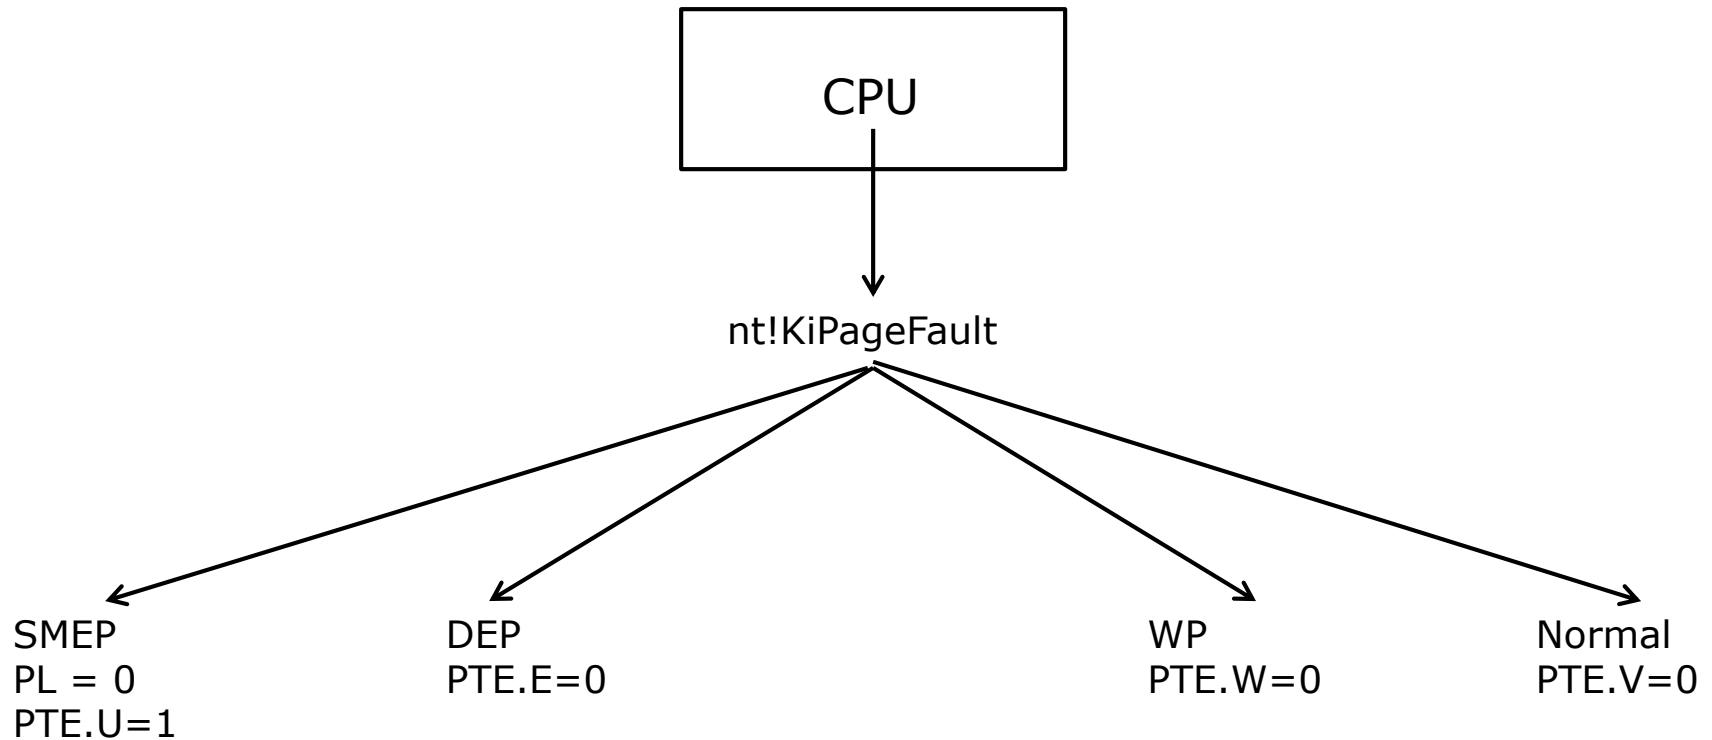 CPU
nt!KiPageFault
SMEP
PL = 0
PTE.U=1
DEP
PTE.E=0
WP
PTE.W=0
Normal
PTE.V=0